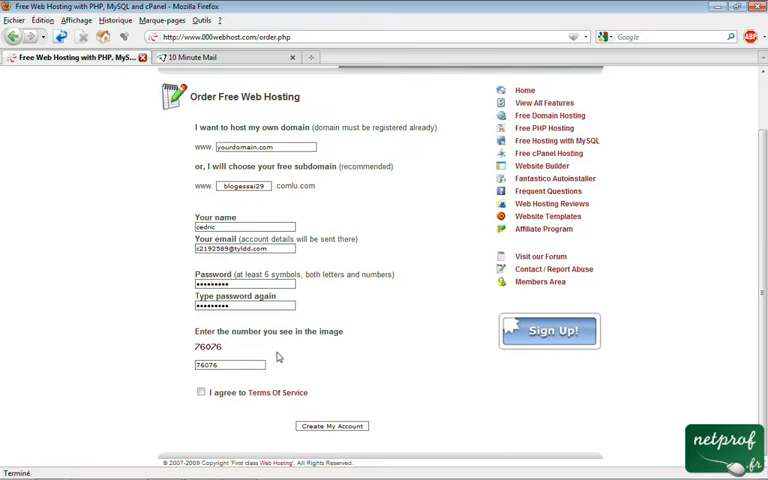 Free Web Hosting with PHP, MySQL and cPanel - Mozilla Firefox
Fichier Édition Affichage Historique Marque-pages Outils ?
http://www.000webhost.com/order.php
Google
ABP
Free Web Hosting with PHP, MyS...
10 Minute Mail
Order Free Web Hosting
I want to host my own domain (domain must be registered already)
www. yourdomain.com
or, I will choose your free subdomain (recommended)
www. blogessai29 .comlu.com
Your name
cedric
Your email (account details will be sent there)
c2192589@tyldd.com
Password (at least 6 symbols, both letters and numbers)
•••••••••
Type password again
•••••••••
Enter the number you see in the image
76076
76076
I agree to Terms Of Service
Create My Account
Home
View All Features
Free Domain Hosting
Free PHP Hosting
Free Hosting with MySQL
Free cPanel Hosting
Website Builder
Fantastico Autoinstaller
Frequent Questions
Web Hosting Reviews
Website Templates
Affiliate Program
Visit our Forum
Contact / Report Abuse
Members Area
Sign Up!
© 2007-2009 Copyright 'First class Web Hosting'. All Rights Reserved.
Terminé
netprof
.fr